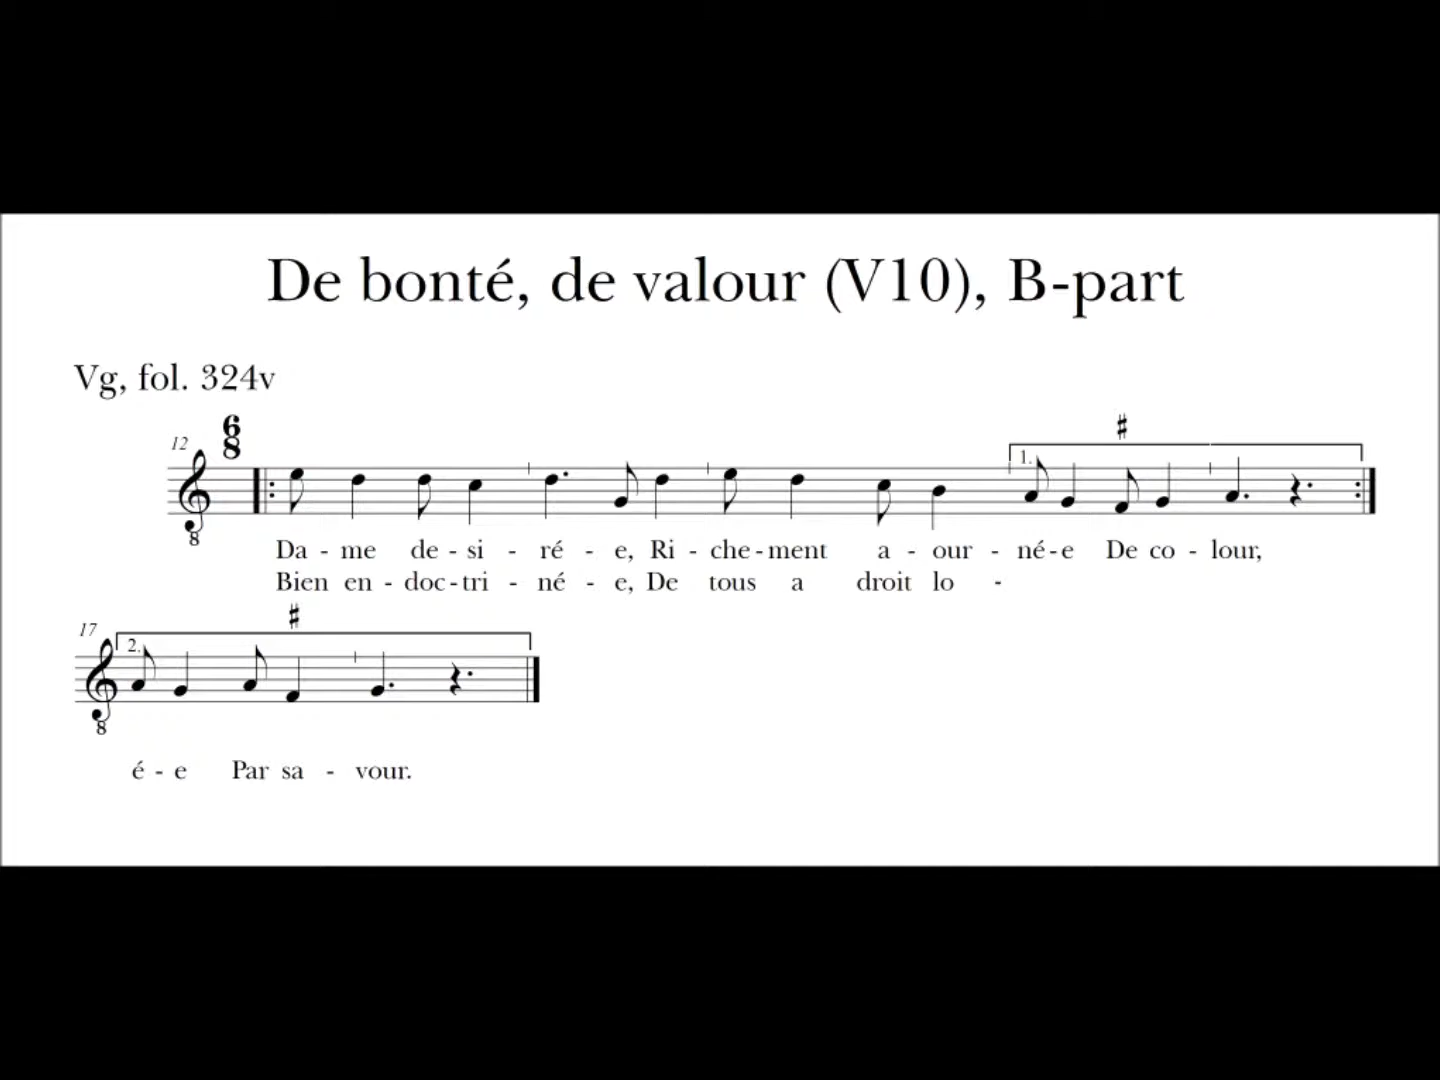 De bonté, de valour (V10), B-part
Vg, fol. 324v
6
8
12
♯
1.
8
Da - me de - si - ré - e, Ri - che - ment a - our - né - e De co - lour,
Bien en - doc - tri - né - e, De tous a droit lo -
17
♯
2.
8
é - e Par sa - vour.